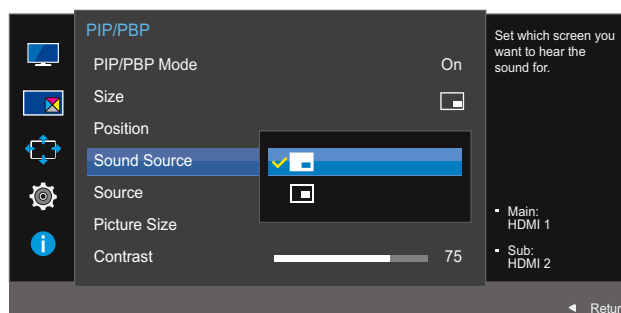 PIP/PBP
PIP/PBP Mode On
Size
Position
Sound Source
Source
Picture Size
Contrast 75
Set which screen you
want to hear the
sound for.
Main:
HDMI 1
Sub:
HDMI 2
Retur